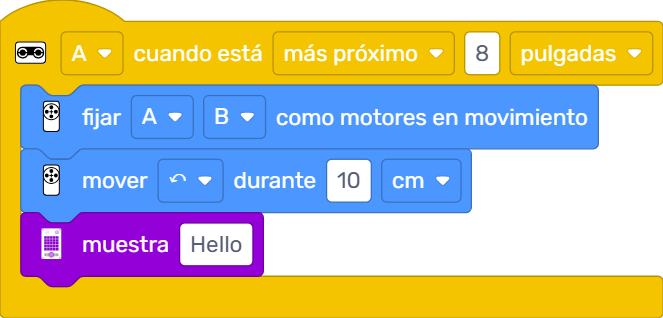 A cuando está más próximo 8 pulgadas
fijar A B como motores en movimiento
mover durante 10 cm
muestra Hello